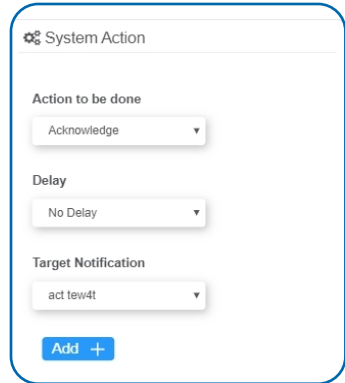 System Action
Action to be done
Acknowledge
Delay
No Delay
Target Notification
act tew4t
Add +